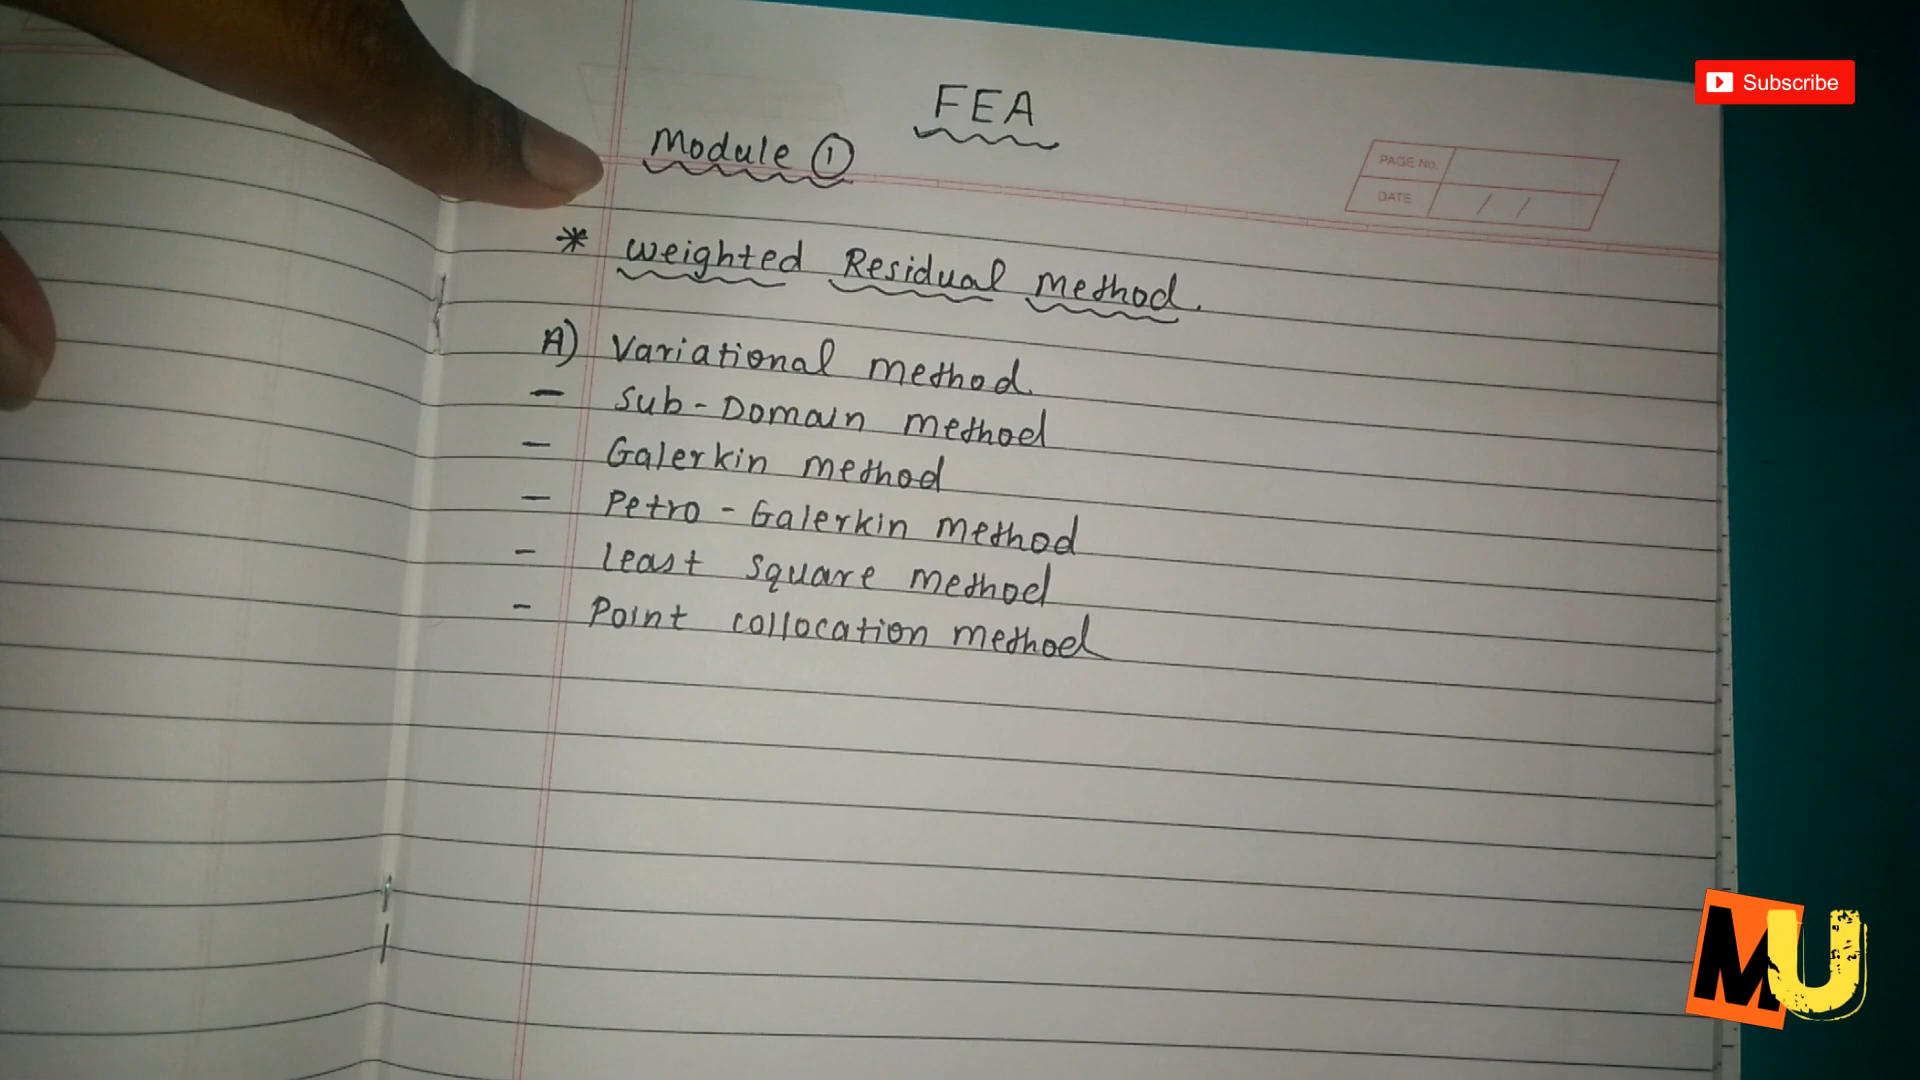 FEA
Subscribe
Module ①
PAGE No.
DATE / /
* Weighted Residual Method.
A) Variational method.
- Sub-Domain method
- Galerkin method
- Petro-Galerkin method
- Least square method
- Point collocation method
MU